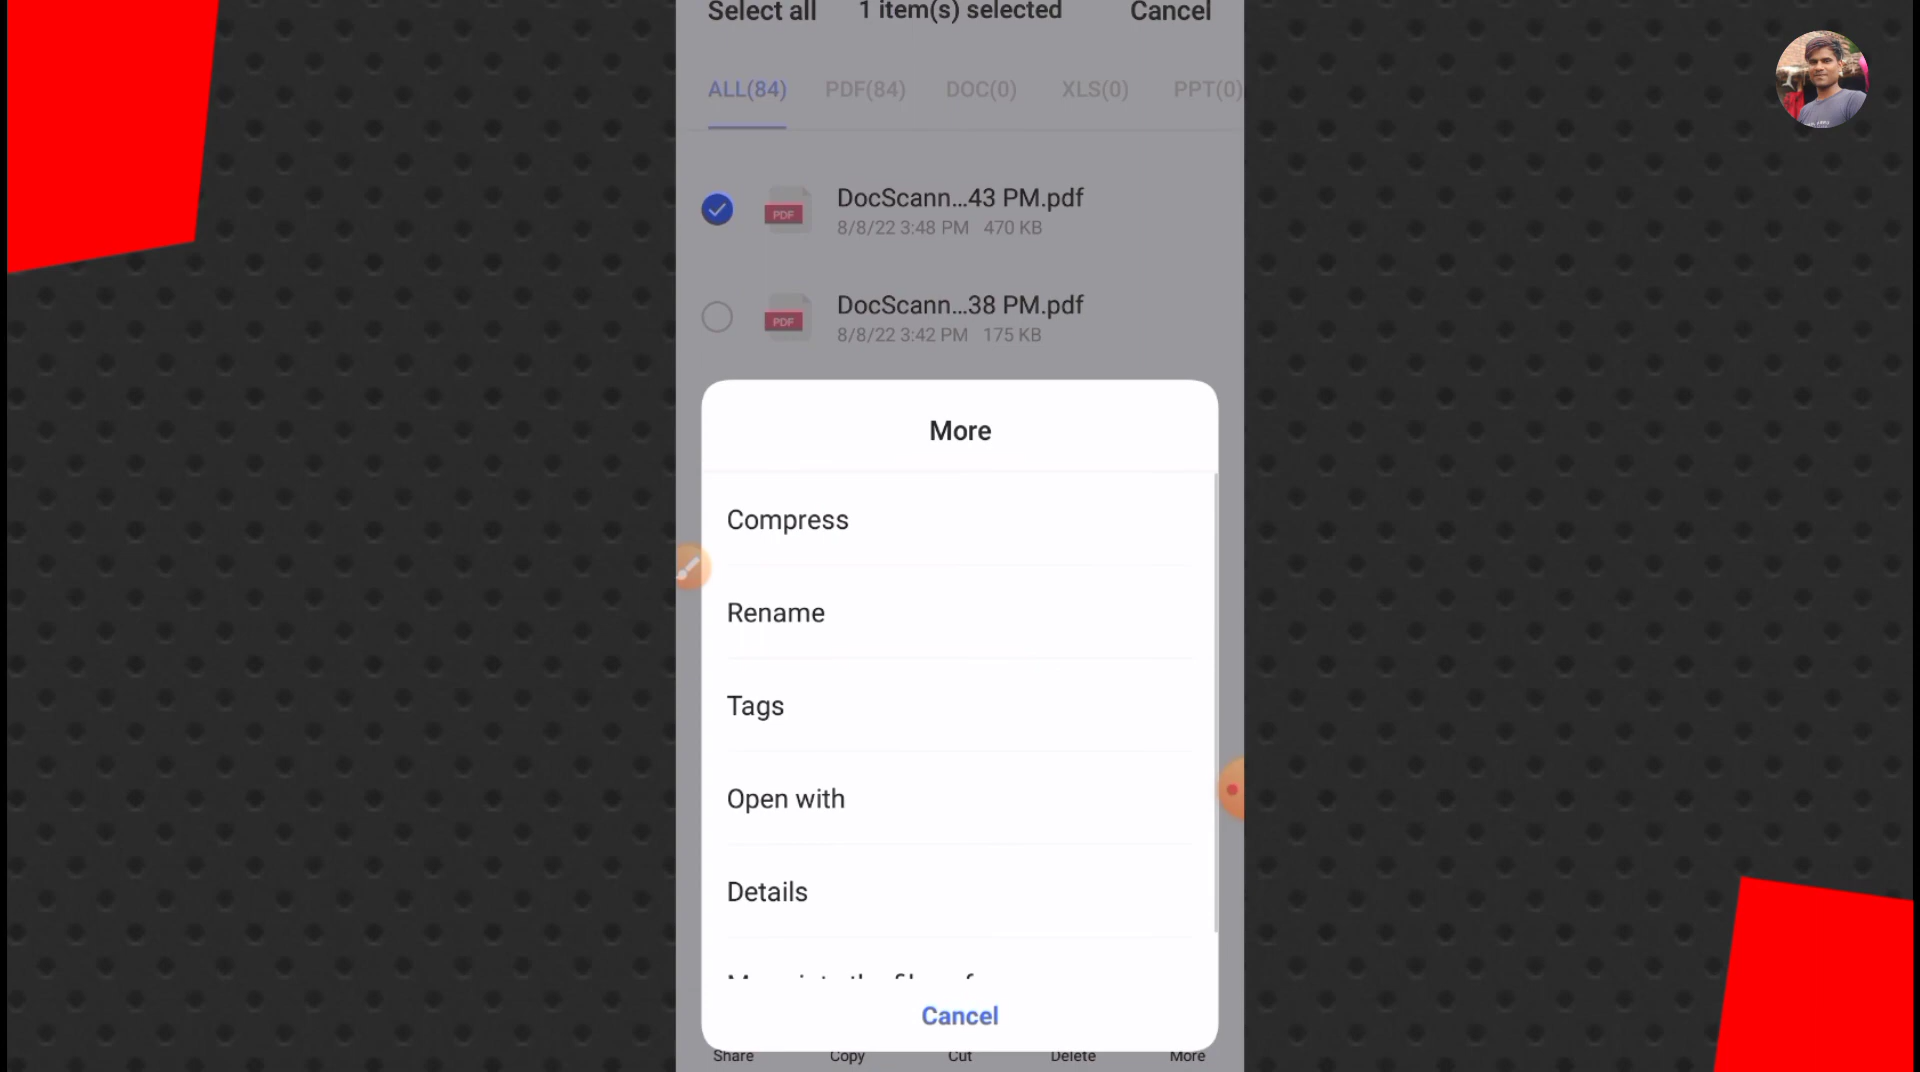 Select all 1 item(s) selected Cancel
ALL(84) PDF(84) DOC(0) XLS(0) PPT(0)
PDF
DocScann...43 PM.pdf
8/8/22 3:48 PM 470 KB
PDF
DocScann...38 PM.pdf
8/8/22 3:42 PM 175 KB
More
Compress
Rename
Tags
Open with
Details
Cancel
Share Copy Cut Delete More